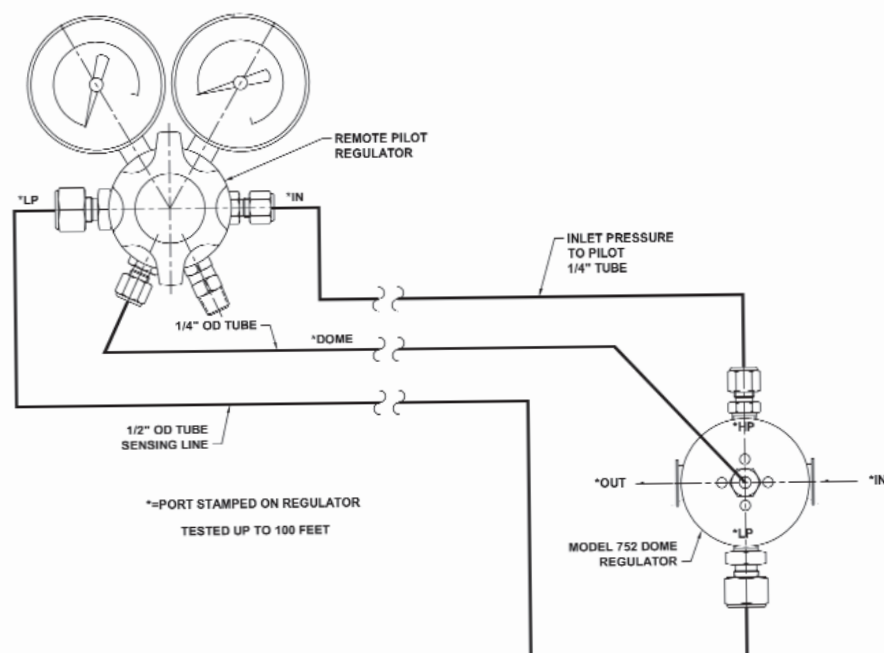 REMOTE PILOT
REGULATOR
*LP
*IN
INLET PRESSURE
TO PILOT
1/4" TUBE
1/4" OD TUBE
*DOME
1/2" OD TUBE
SENSING LINE
*HP
*OUT
*IN
*=PORT STAMPED ON REGULATOR
TESTED UP TO 100 FEET
*LP
MODEL 752 DOME
REGULATOR